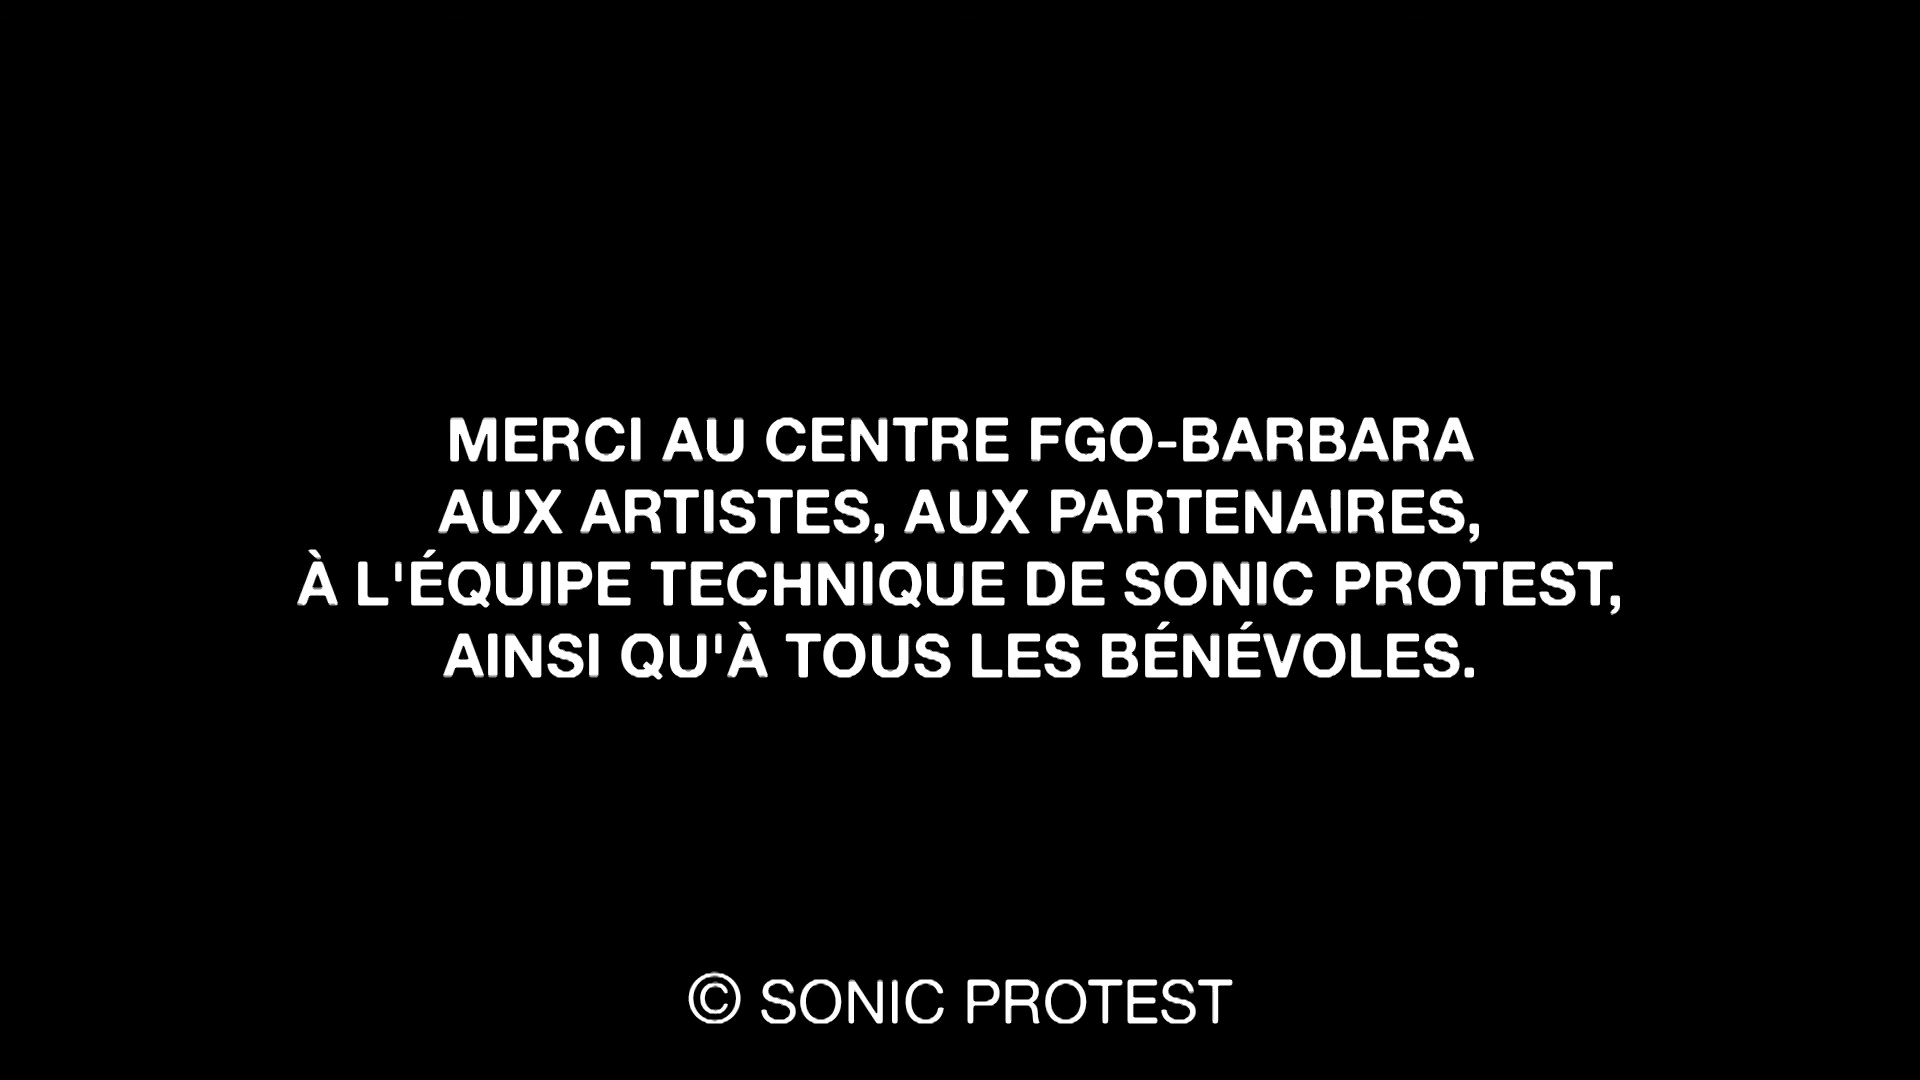 MERCI AU CENTRE FGO-BARBARA
AUX ARTISTES, AUX PARTENAIRES,
À L'ÉQUIPE TECHNIQUE DE SONIC PROTEST,
AINSI QU'À TOUS LES BÉNÉVOLES.
© SONIC PROTEST